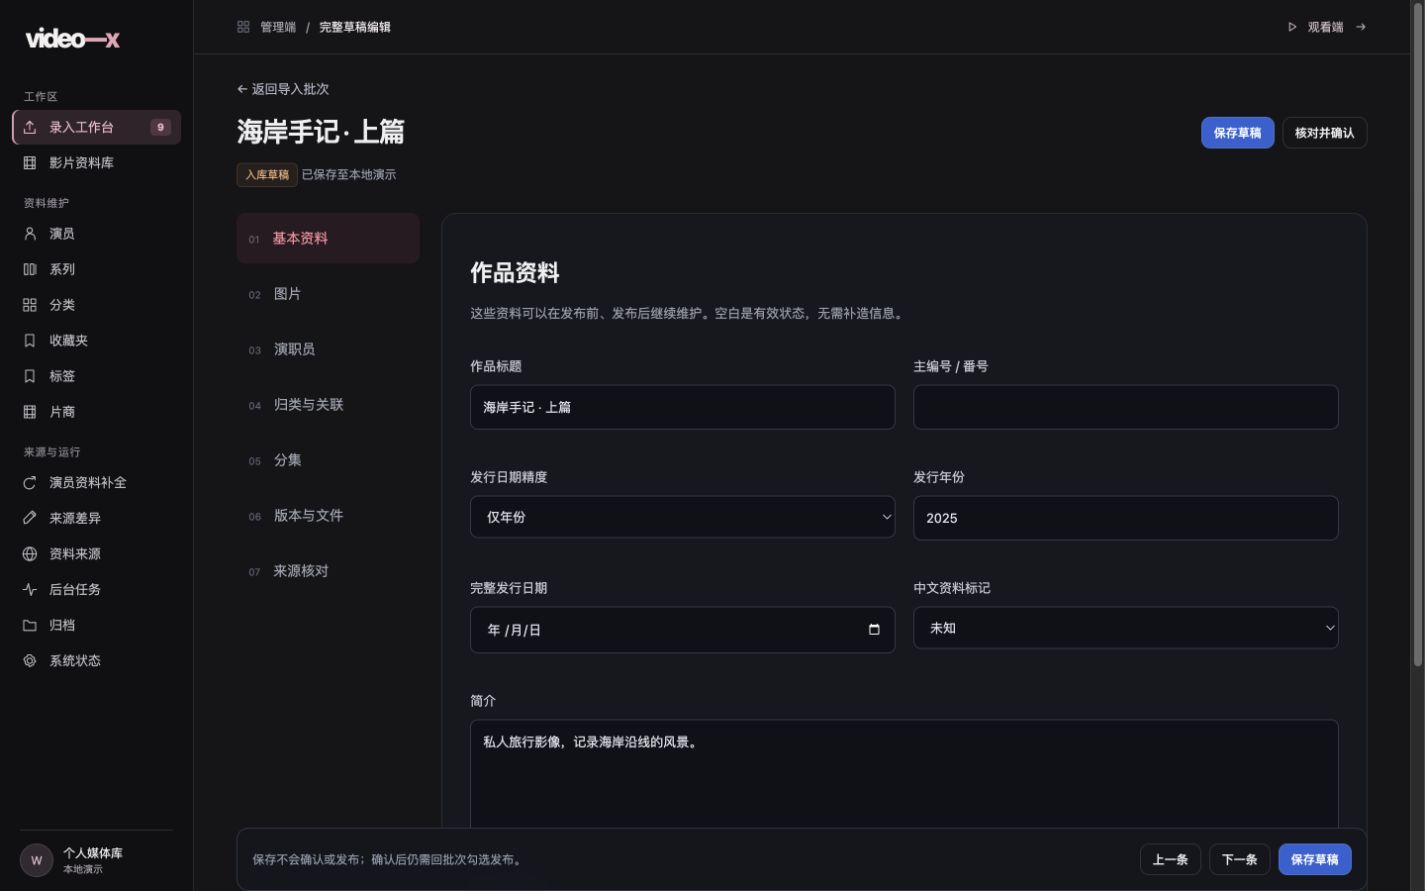 video—x
工作区
录入工作台 9
影片资料库
资料维护
演员
系列
分类
收藏夹
标签
片商
来源与运行
演员资料补全
来源差异
资料来源
后台任务
归档
系统状态
W
个人媒体库
本地演示
管理端 / 完整草稿编辑
观看端 →
← 返回导入批次
海岸手记 · 上篇
保存草稿
核对并确认
入库草稿 已保存至本地演示
01 基本资料
02 图片
03 演职员
04 归类与关联
05 分集
06 版本与文件
07 来源核对
作品资料
这些资料可以在发布前、发布后继续维护。空白是有效状态，无需补造信息。
作品标题
海岸手记 · 上篇
主编号 / 番号
发行日期精度
仅年份
发行年份
2025
完整发行日期
年 /月/日
中文资料标记
未知
简介
私人旅行影像，记录海岸沿线的风景。
保存不会确认或发布；确认后仍需回批次勾选发布。
上一条
下一条
保存草稿